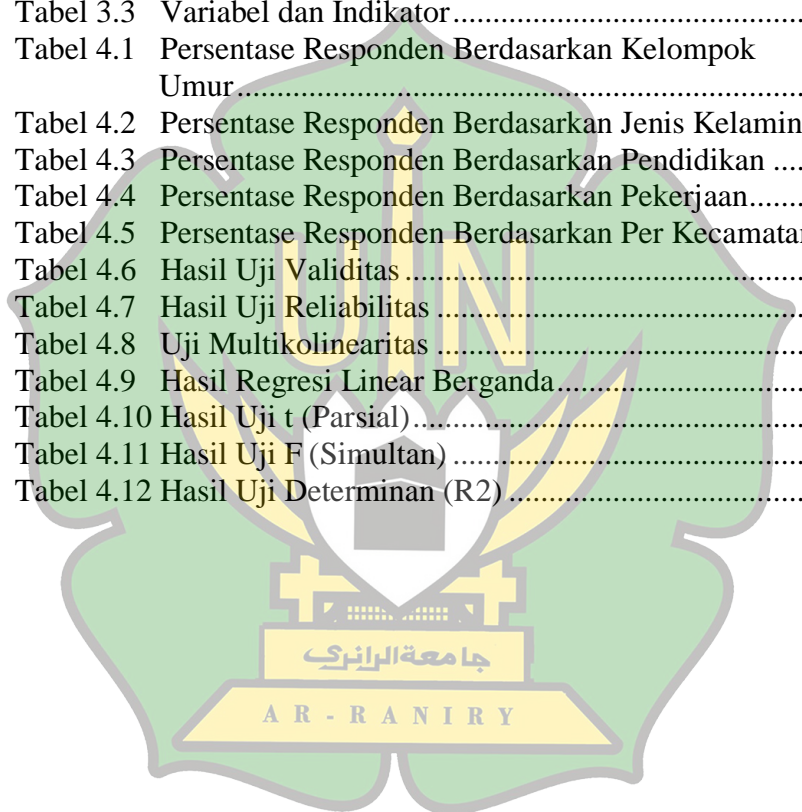 Tabel 3.3 Variabel dan Indikator..........................................
Tabel 4.1 Persentase Responden Berdasarkan Kelompok
Umur.....................................................................
Tabel 4.2 Persentase Responden Berdasarkan Jenis Kelamin
Tabel 4.3 Persentase Responden Berdasarkan Pendidikan ....
Tabel 4.4 Persentase Responden Berdasarkan Pekerjaan.......
Tabel 4.5 Persentase Responden Berdasarkan Per Kecamatan
Tabel 4.6 Hasil Uji Validitas ................................................
Tabel 4.7 Hasil Uji Reliabilitas ............................................
Tabel 4.8 Uji Multikolinearitas ............................................
Tabel 4.9 Hasil Regresi Linear Berganda..............................
Tabel 4.10 Hasil Uji t (Parsial)...............................................
Tabel 4.11 Hasil Uji F (Simultan) ..........................................
Tabel 4.12 Hasil Uji Determinan (R2) ...................................
UIN
جامعة الرانري
AR-RANIRY